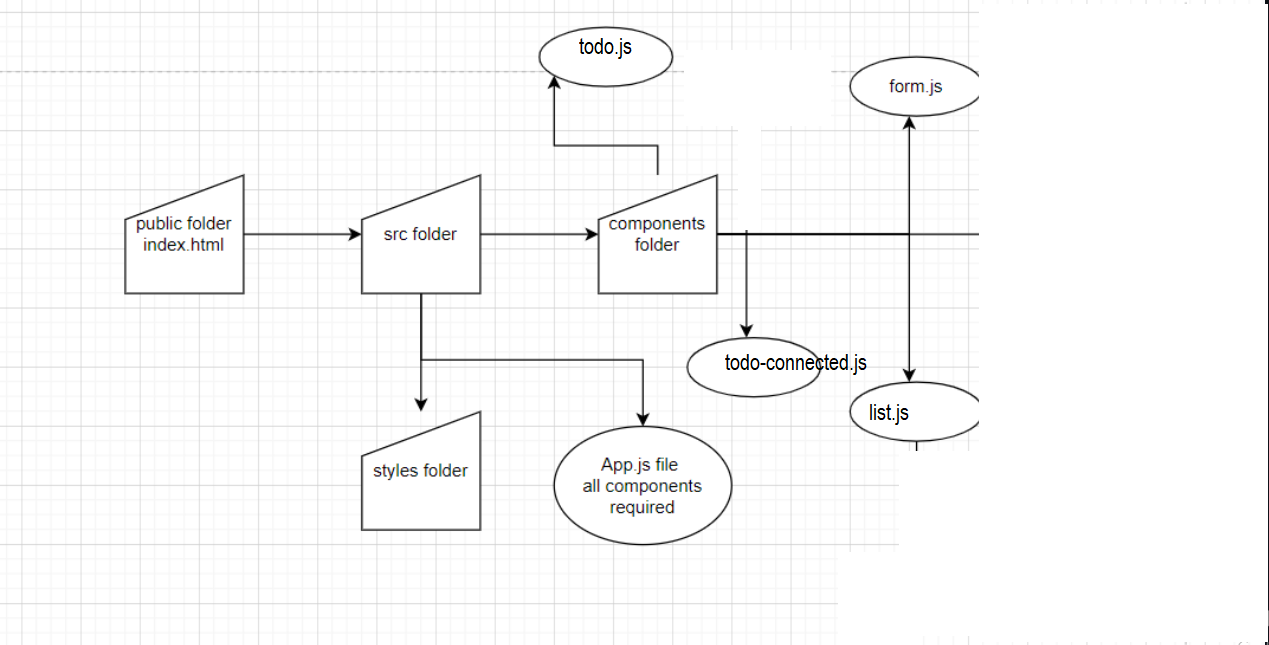 todo.js
form.js
public folder
index.html
src folder
components
folder
todo-connected.js
list.js
styles folder
App.js file
all components
required